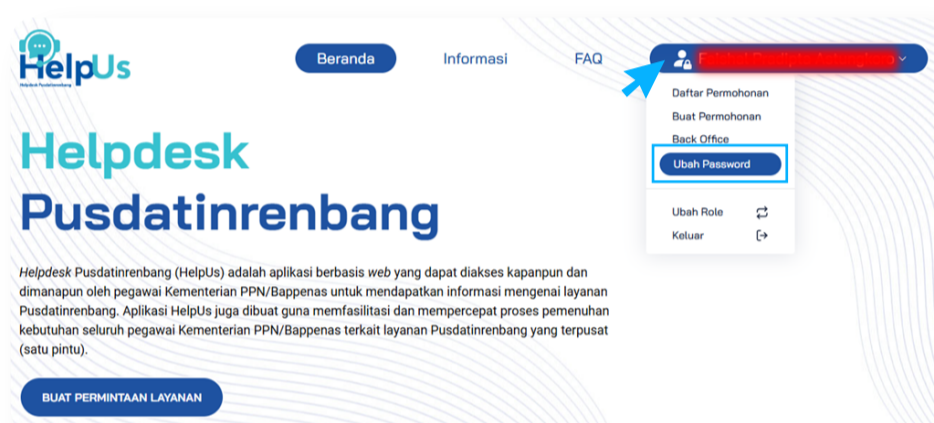 HelpUs
Helpdesk Pusdatinrenbang
Beranda
Informasi
FAQ
Daftar Permohonan
Buat Permohonan
Back Office
Ubah Password
Ubah Role
Keluar
Helpdesk
Pusdatinrenbang
Helpdesk Pusdatinrenbang (HelpUs) adalah aplikasi berbasis web yang dapat diakses kapanpun dan
dimanapun oleh pegawai Kementerian PPN/Bappenas untuk mendapatkan informasi mengenai layanan
Pusdatinrenbang. Aplikasi HelpUs juga dibuat guna memfasilitasi dan mempercepat proses pemenuhan
kebutuhan seluruh pegawai Kementerian PPN/Bappenas terkait layanan Pusdatinrenbang yang terpusat
(satu pintu).
BUAT PERMINTAAN LAYANAN